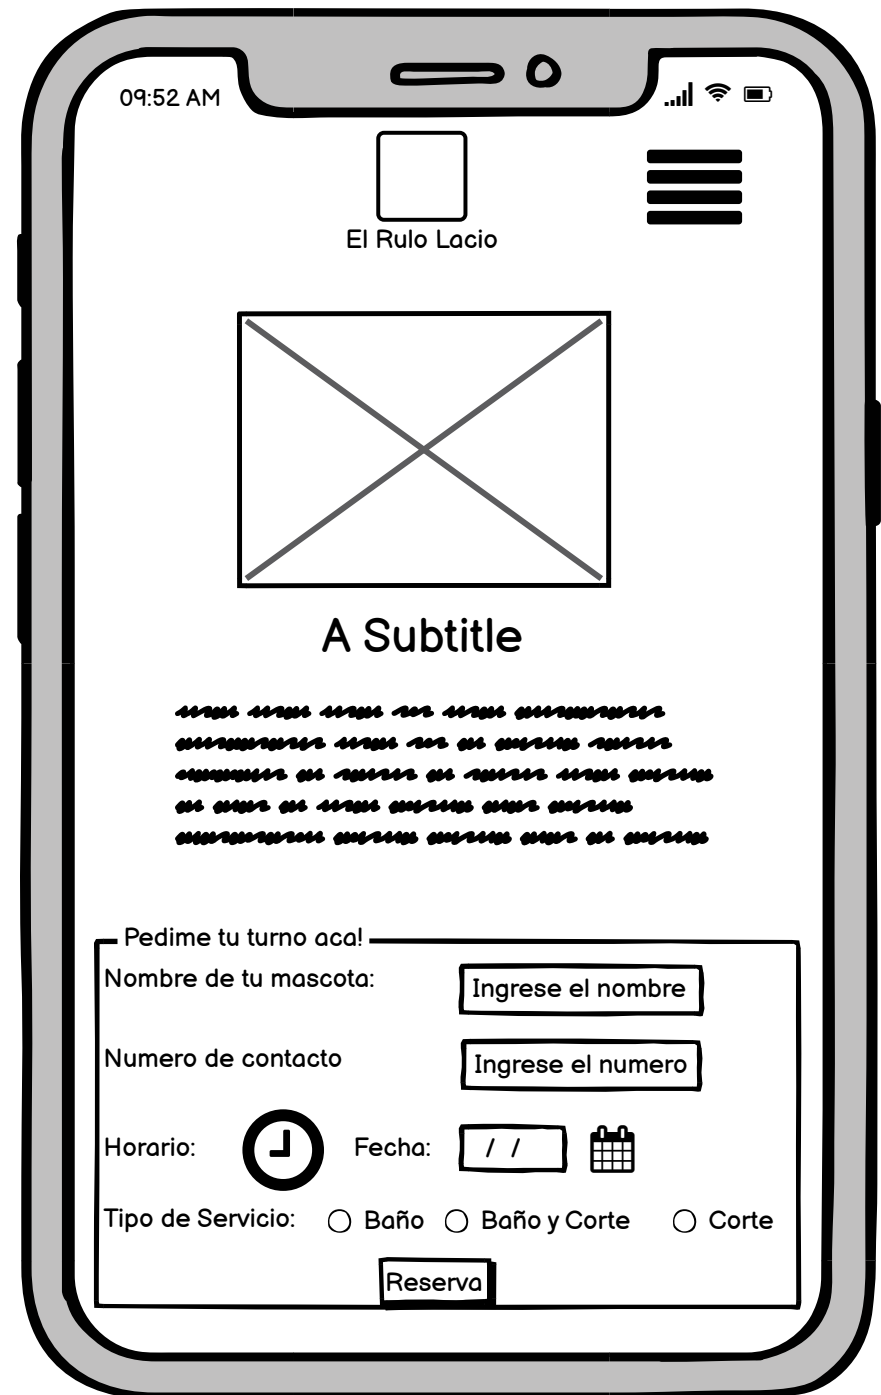 09:52 AM
El Rulo Lacio
A Subtitle
Pedime tu turno aca!
Nombre de tu mascota: Ingrese el nombre
Numero de contacto Ingrese el numero
Horario: Fecha: / /
Tipo de Servicio: Baño Baño y Corte Corte
Reserva